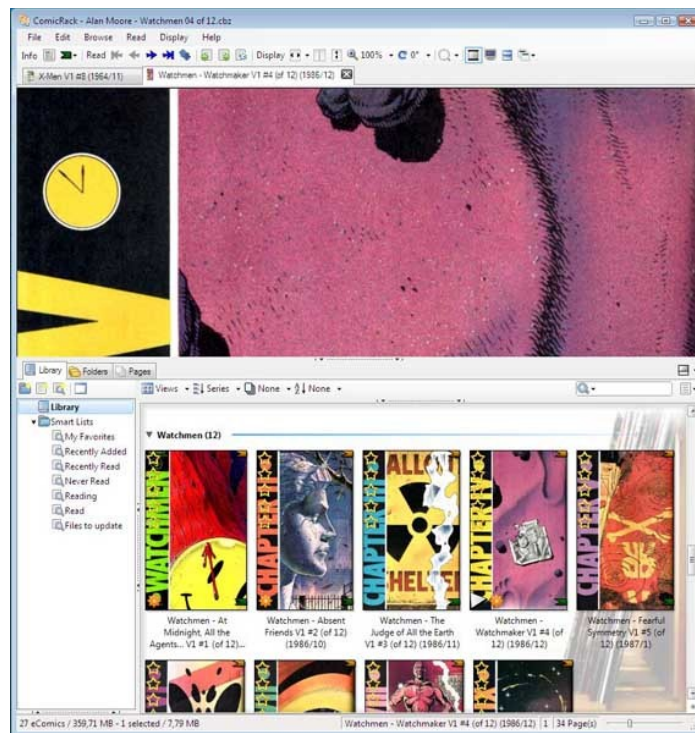 ComicRack - Alan Moore - Watchmen 04 of 12.cbz
File Edit Browse Read Display Help
Info Read Display 100% 0°
X-Men V1 #8 (1964/11) Watchmen - Watchmaker V1 #4 (of 12) (1986/12)
Library Folders Pages
Views Series None None
Library
Smart Lists
My Favorites
Recently Added
Recently Read
Never Read
Reading
Read
Files to update
Watchmen (12)
WATCHMEN
CHAPTER II
CHAPTER III
FALLOUT
SHELTER
CHAPTER IV
CHAPTER V
Watchmen - At
Midnight, All the
Agents... V1 #1 (of 12)...
Watchmen - Absent
Friends V1 #2 (of 12)
(1986/10)
Watchmen - The
Judge of All the Earth
V1 #3 (of 12) (1986/11)
Watchmen -
Watchmaker V1 #4 (of
12) (1986/12)
Watchmen - Fearful
Symmetry V1 #5 (of
12) (1987/1)
27 eComics / 359,71 MB - 1 selected / 7,79 MB
Watchmen - Watchmaker V1 #4 (of 12) (1986/12) 1 34 Page(s)